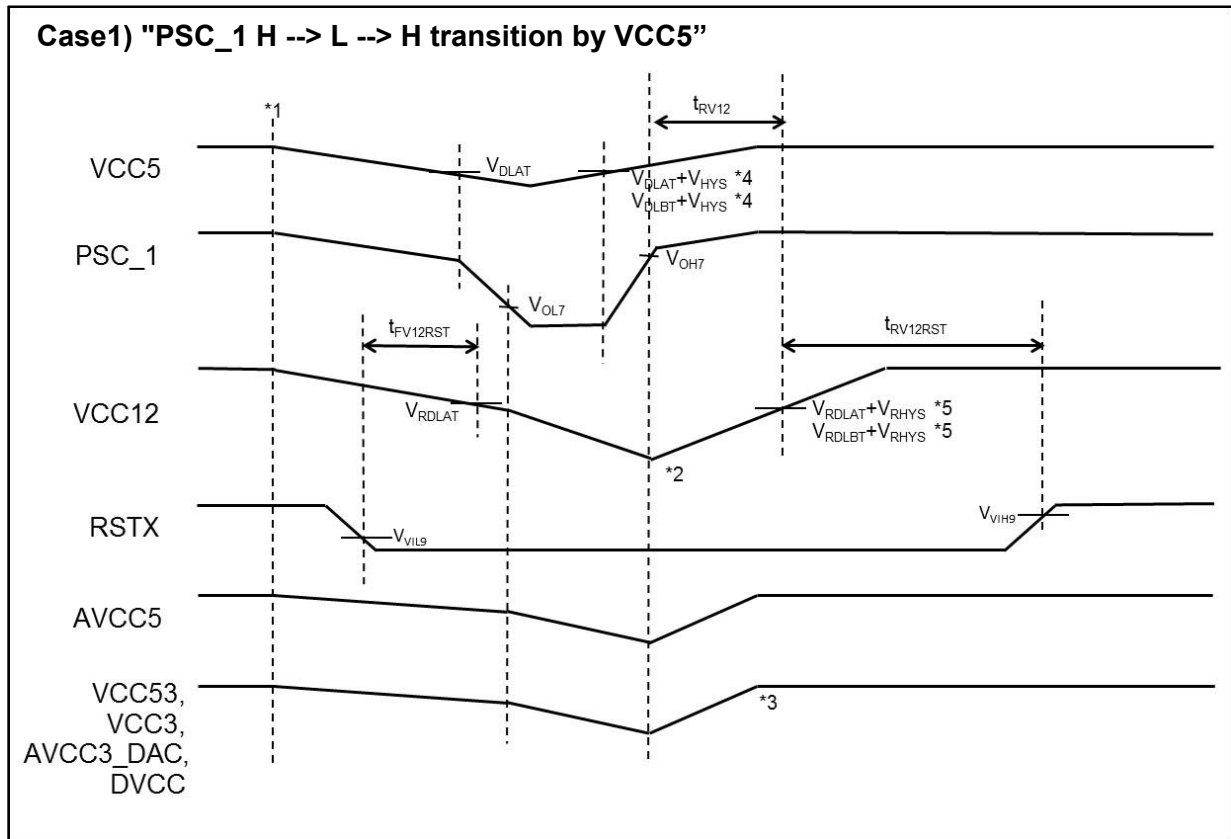 Case1) "PSC_1 H --> L --> H transition by VCC5”
*1
tRV12
VCC5
VDLAT
VDLAT+VHYS *4
VDLBT+VHYS *4
PSC_1
VOH7
VOL7
tFV12RST
tRV12RST
VCC12
VRDLAT
VRDLAT+VRHYS *5
VRDLBT+VRHYS *5
*2
RSTX
VVIL9
VVIH9
AVCC5
VCC53,
VCC3,
AVCC3_DAC,
DVCC
*3